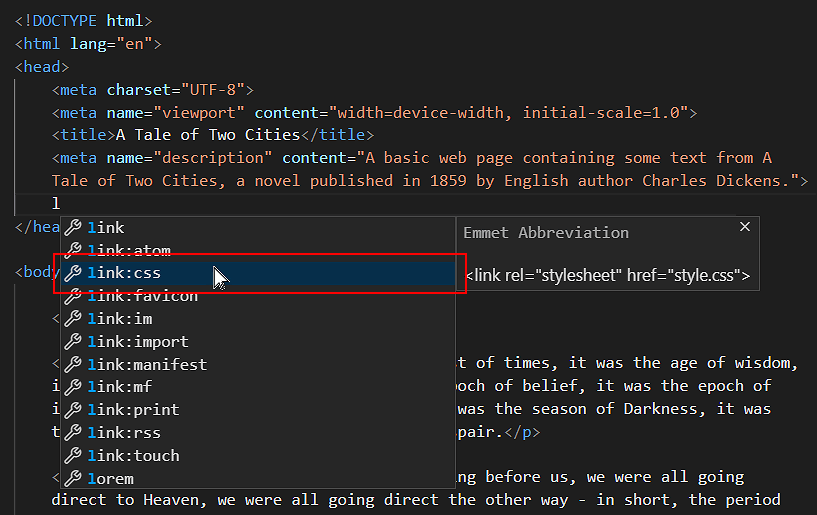 <!DOCTYPE html>
<html lang="en">
<head>
<meta charset="UTF-8">
<meta name="viewport" content="width=device-width, initial-scale=1.0">
<title>A Tale of Two Cities</title>
<meta name="description" content="A basic web page containing some text from A
Tale of Two Cities, a novel published in 1859 by English author Charles Dickens.">
l
</hea
link
Emmet Abbreviation
link:atom
<body
link:css
<link rel="stylesheet" href="style.css">
link:favicon
<
link:im
link:import
<
link:manifest
st of times, it was the age of wisdom,
i
link:mf
och of belief, it was the epoch of
i
link:print
was the season of Darkness, it was
t
link:rss
pair.</p>
link:touch
<
lorem
ng before us, we were all going
direct to Heaven, we were all going direct the other way - in short, the period